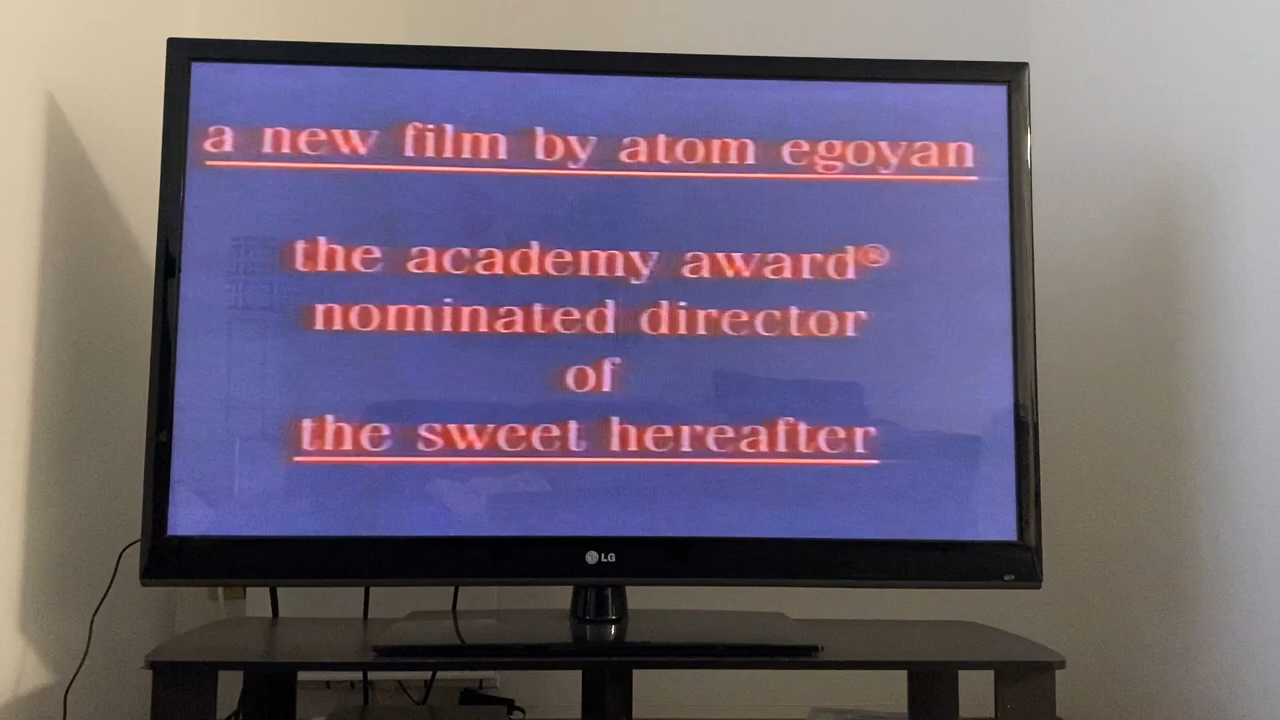 a new film by atom egoyan
the academy award®
nominated director
of
the sweet hereafter
LG